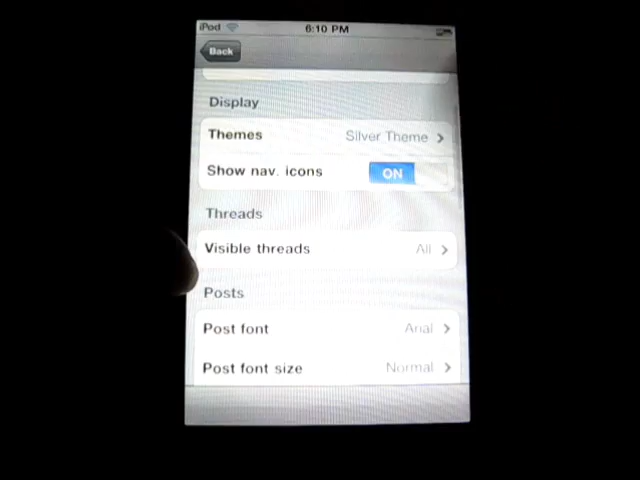 iPod 6:10 PM
Back
Display
Themes Silver Theme
Show nav. icons ON
Threads
Visible threads All
Posts
Post font Arial
Post font size Normal